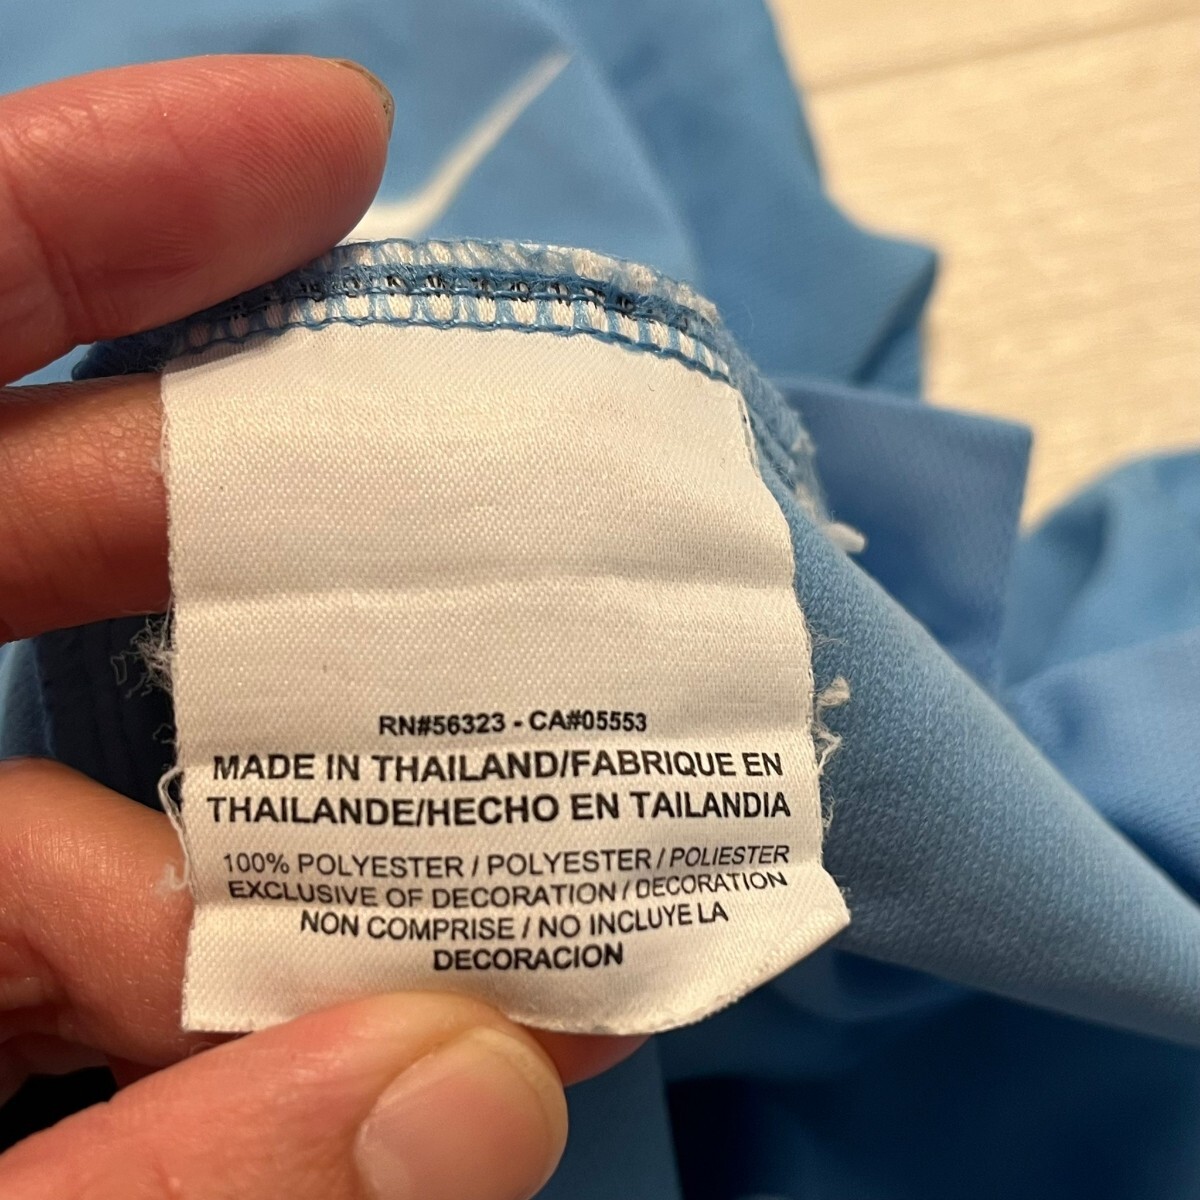 RN#56323 - CA#05553
MADE IN THAILAND/FABRIQUE EN
THAILANDE/HECHO EN TAILANDIA
100% POLYESTER / POLYESTER / POLIESTER
EXCLUSIVE OF DECORATION / DECORATION
NON COMPRISE / NO INCLUYE LA
DECORACION